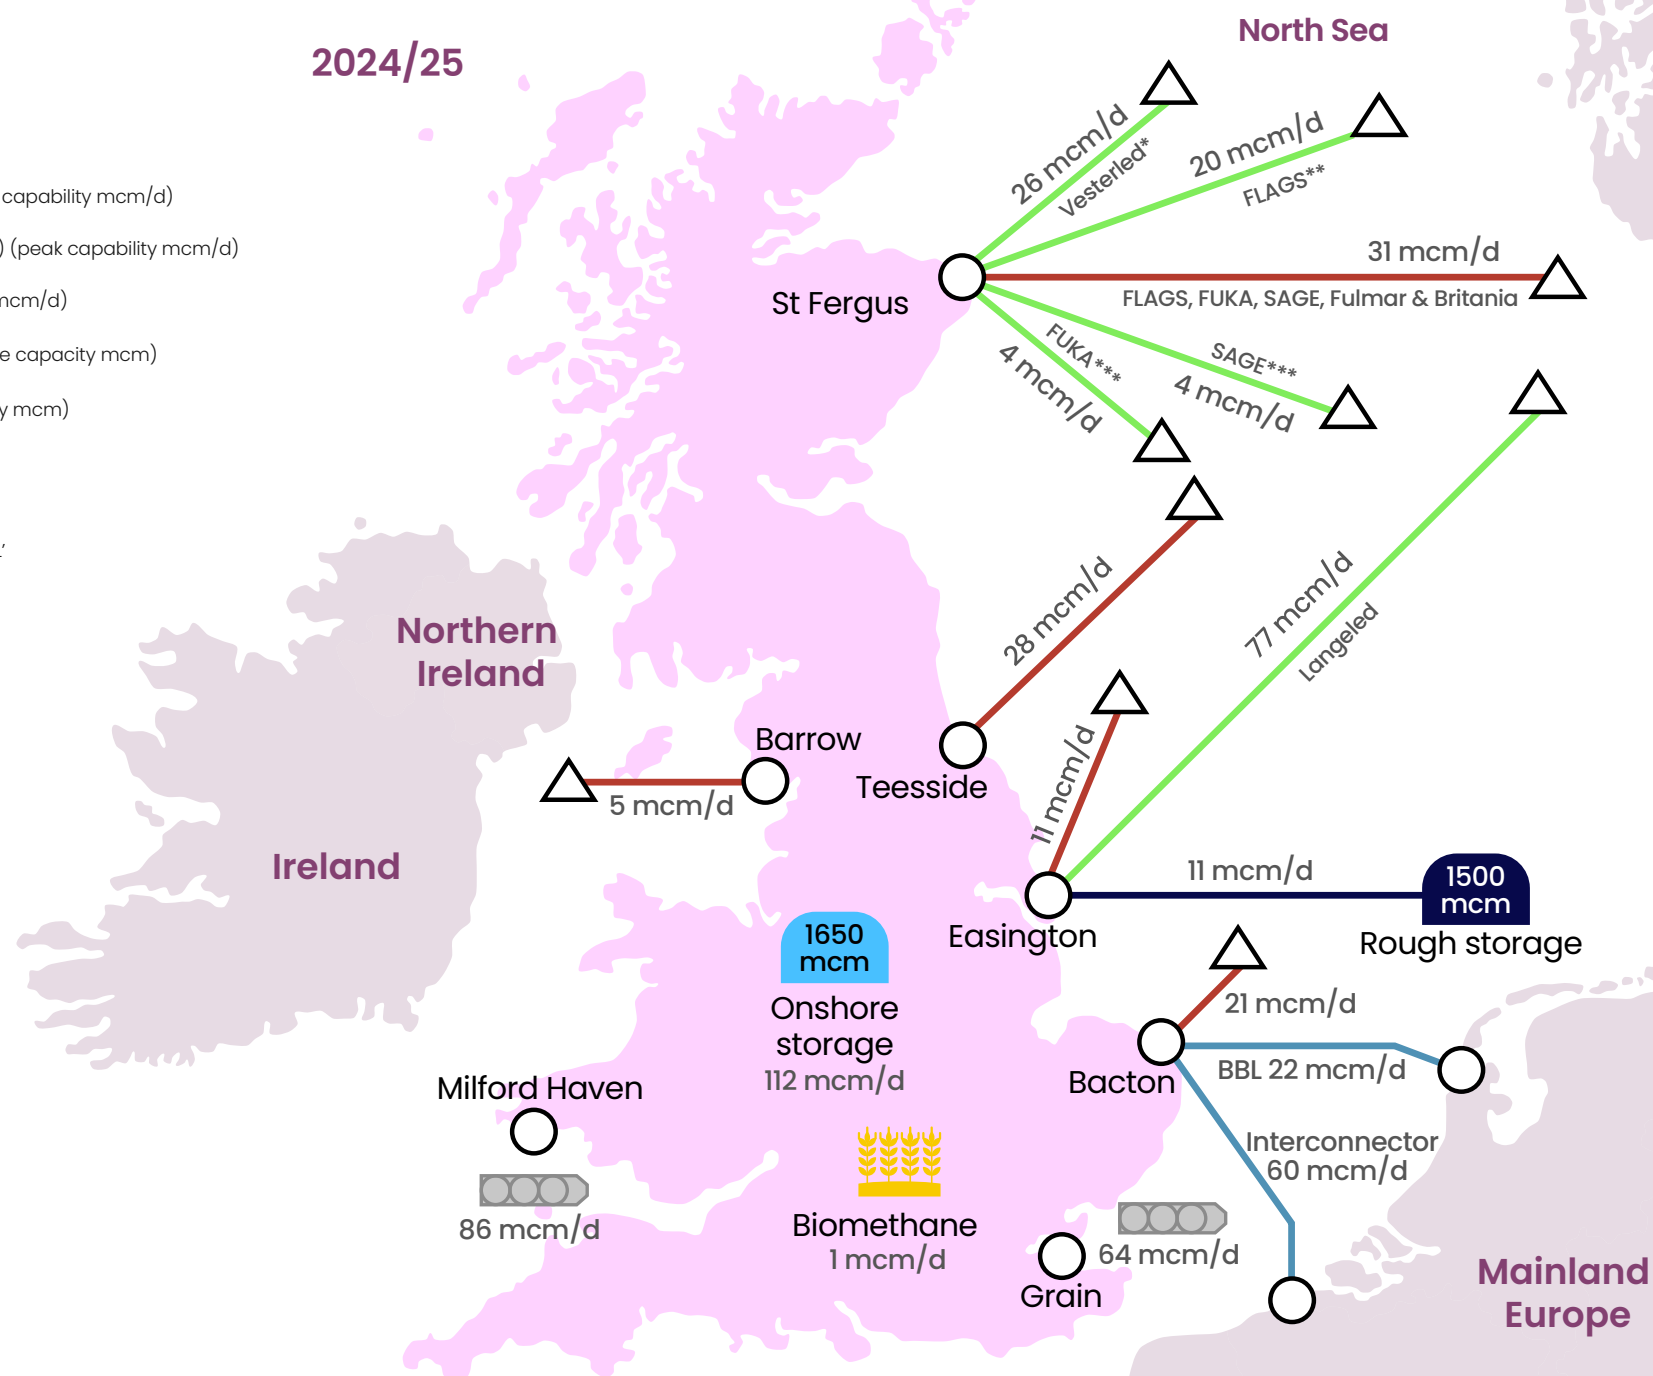 2024/25
North Sea
capability mcm/d)
) (peak capability mcm/d)
mcm/d)
e capacity mcm)
y mcm)
26 mcm/d
Vesterled*
20 mcm/d
FLAGS**
31 mcm/d
FLAGS, FUKA, SAGE, Fulmar & Britania
St Fergus
FUKA***
4 mcm/d
SAGE***
4 mcm/d
28 mcm/d
77 mcm/d
Langeled
Northern
Ireland
Barrow
5 mcm/d
Teesside
11 mcm/d
Ireland
11 mcm/d
1500
mcm
Rough storage
Easington
1650
mcm
Onshore
storage
112 mcm/d
21 mcm/d
BBL 22 mcm/d
Bacton
Milford Haven
86 mcm/d
Interconnector
60 mcm/d
Biomethane
1 mcm/d
64 mcm/d
Grain
Mainland
Europe